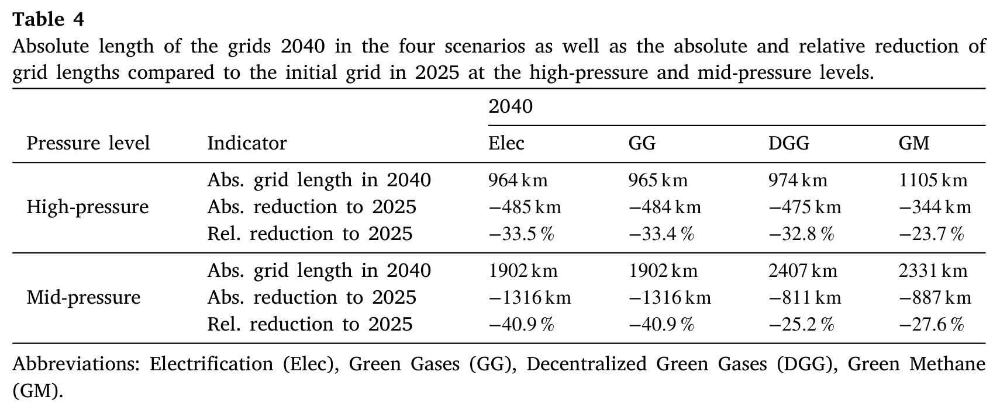 Table 4
Absolute length of the grids 2040 in the four scenarios as well as the absolute and relative reduction of
grid lengths compared to the initial grid in 2025 at the high-pressure and mid-pressure levels.
2040
Pressure level Indicator Elec GG DGG GM
Abs. grid length in 2040 964 km 965 km 974 km 1105 km
High-pressure Abs. reduction to 2025 −485 km −484 km −475 km −344 km
Rel. reduction to 2025 −33.5 % −33.4 % −32.8 % −23.7 %
Abs. grid length in 2040 1902 km 1902 km 2407 km 2331 km
Mid-pressure Abs. reduction to 2025 −1316 km −1316 km −811 km −887 km
Rel. reduction to 2025 −40.9 % −40.9 % −25.2 % −27.6 %
Abbreviations: Electrification (Elec), Green Gases (GG), Decentralized Green Gases (DGG), Green Methane
(GM).